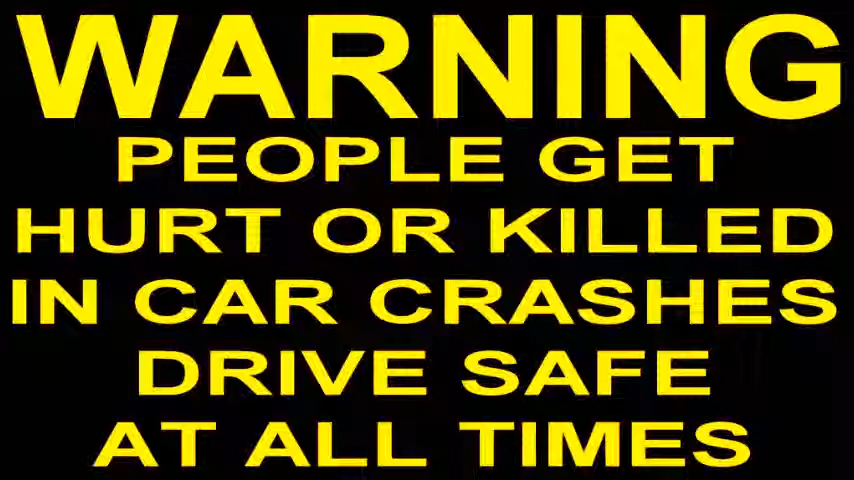 WARNING
PEOPLE GET
HURT OR KILLED
IN CAR CRASHES
DRIVE SAFE
AT ALL TIMES